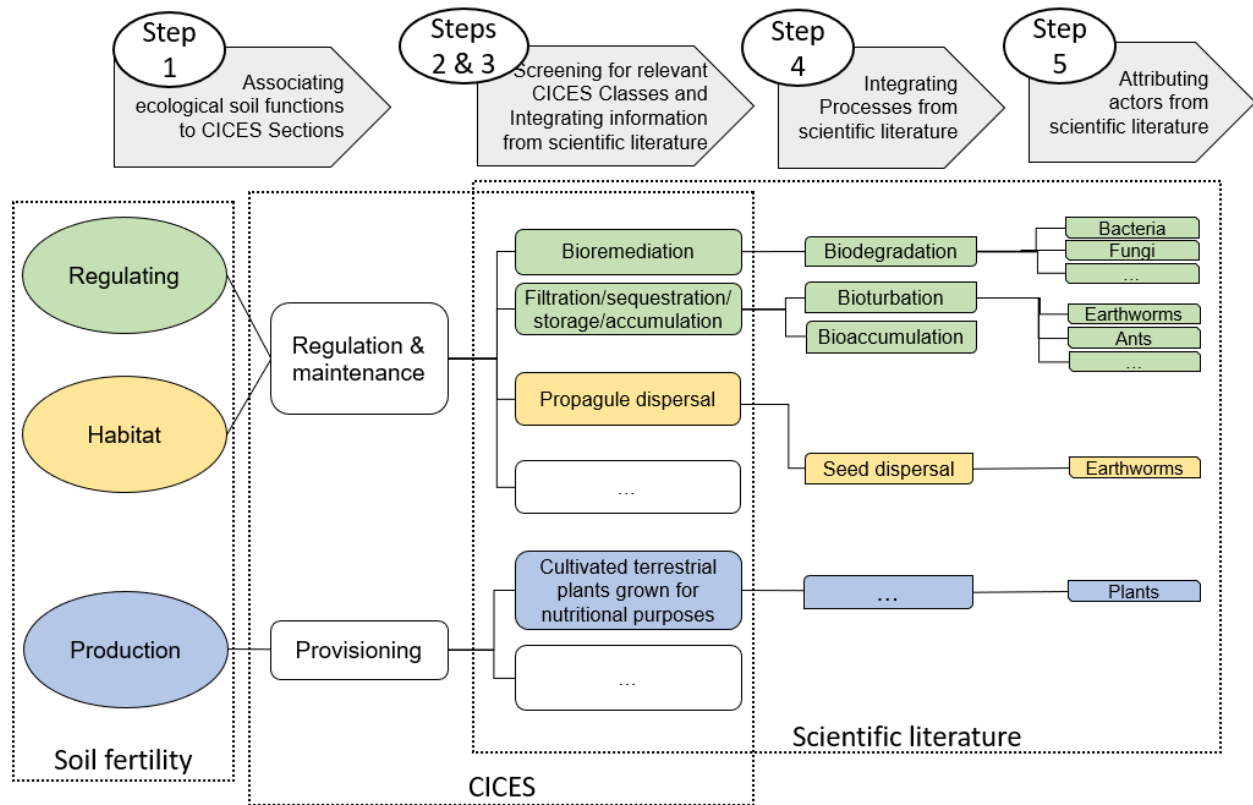 Step
1
Associating
ecological soil functions
to CICES Sections
Steps
2 & 3
Screening for relevant
CICES Classes and
Integrating information
from scientific literature
Step
4
Integrating
Processes from
scientific literature
Step
5
Attributing
actors from
scientific literature
Regulating
Habitat
Production
Soil fertility
Regulation &
maintenance
Provisioning
CICES
Bioremediation
Filtration/sequestration/
storage/accumulation
Propagule dispersal
...
Cultivated terrestrial
plants grown for
nutritional purposes
...
Biodegradation
Bioturbation
Bioaccumulation
Seed dispersal
...
Bacteria
Fungi
...
Earthworms
Ants
...
Earthworms
Plants
Scientific literature